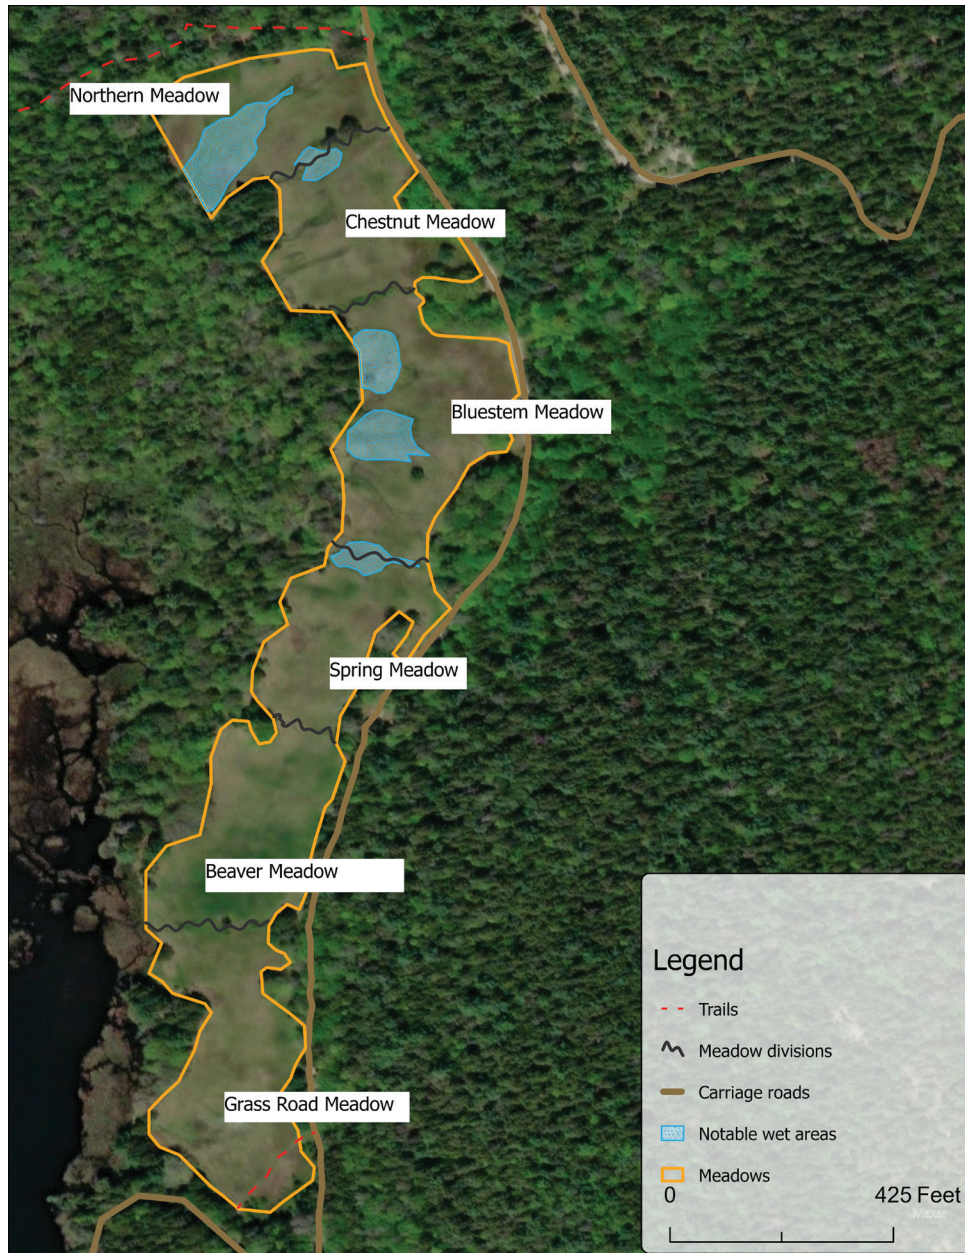 Northern Meadow
Chestnut Meadow
Bluestem Meadow
Spring Meadow
Beaver Meadow
Grass Road Meadow
Legend
Trails
Meadow divisions
Carriage roads
Notable wet areas
Meadows
0 425 Feet
Maxar